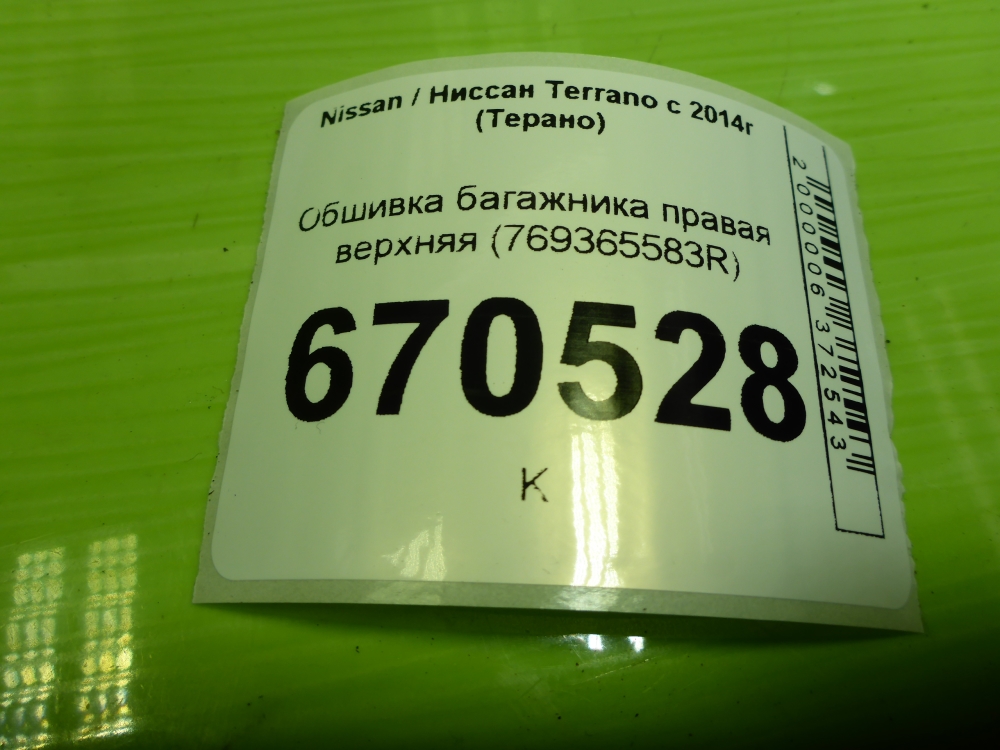 Nissan / Ниссан Terrano с 2014г
(Терано)
Обшивка багажника правая
верхняя (769365583R)
670528
К
2000006372543